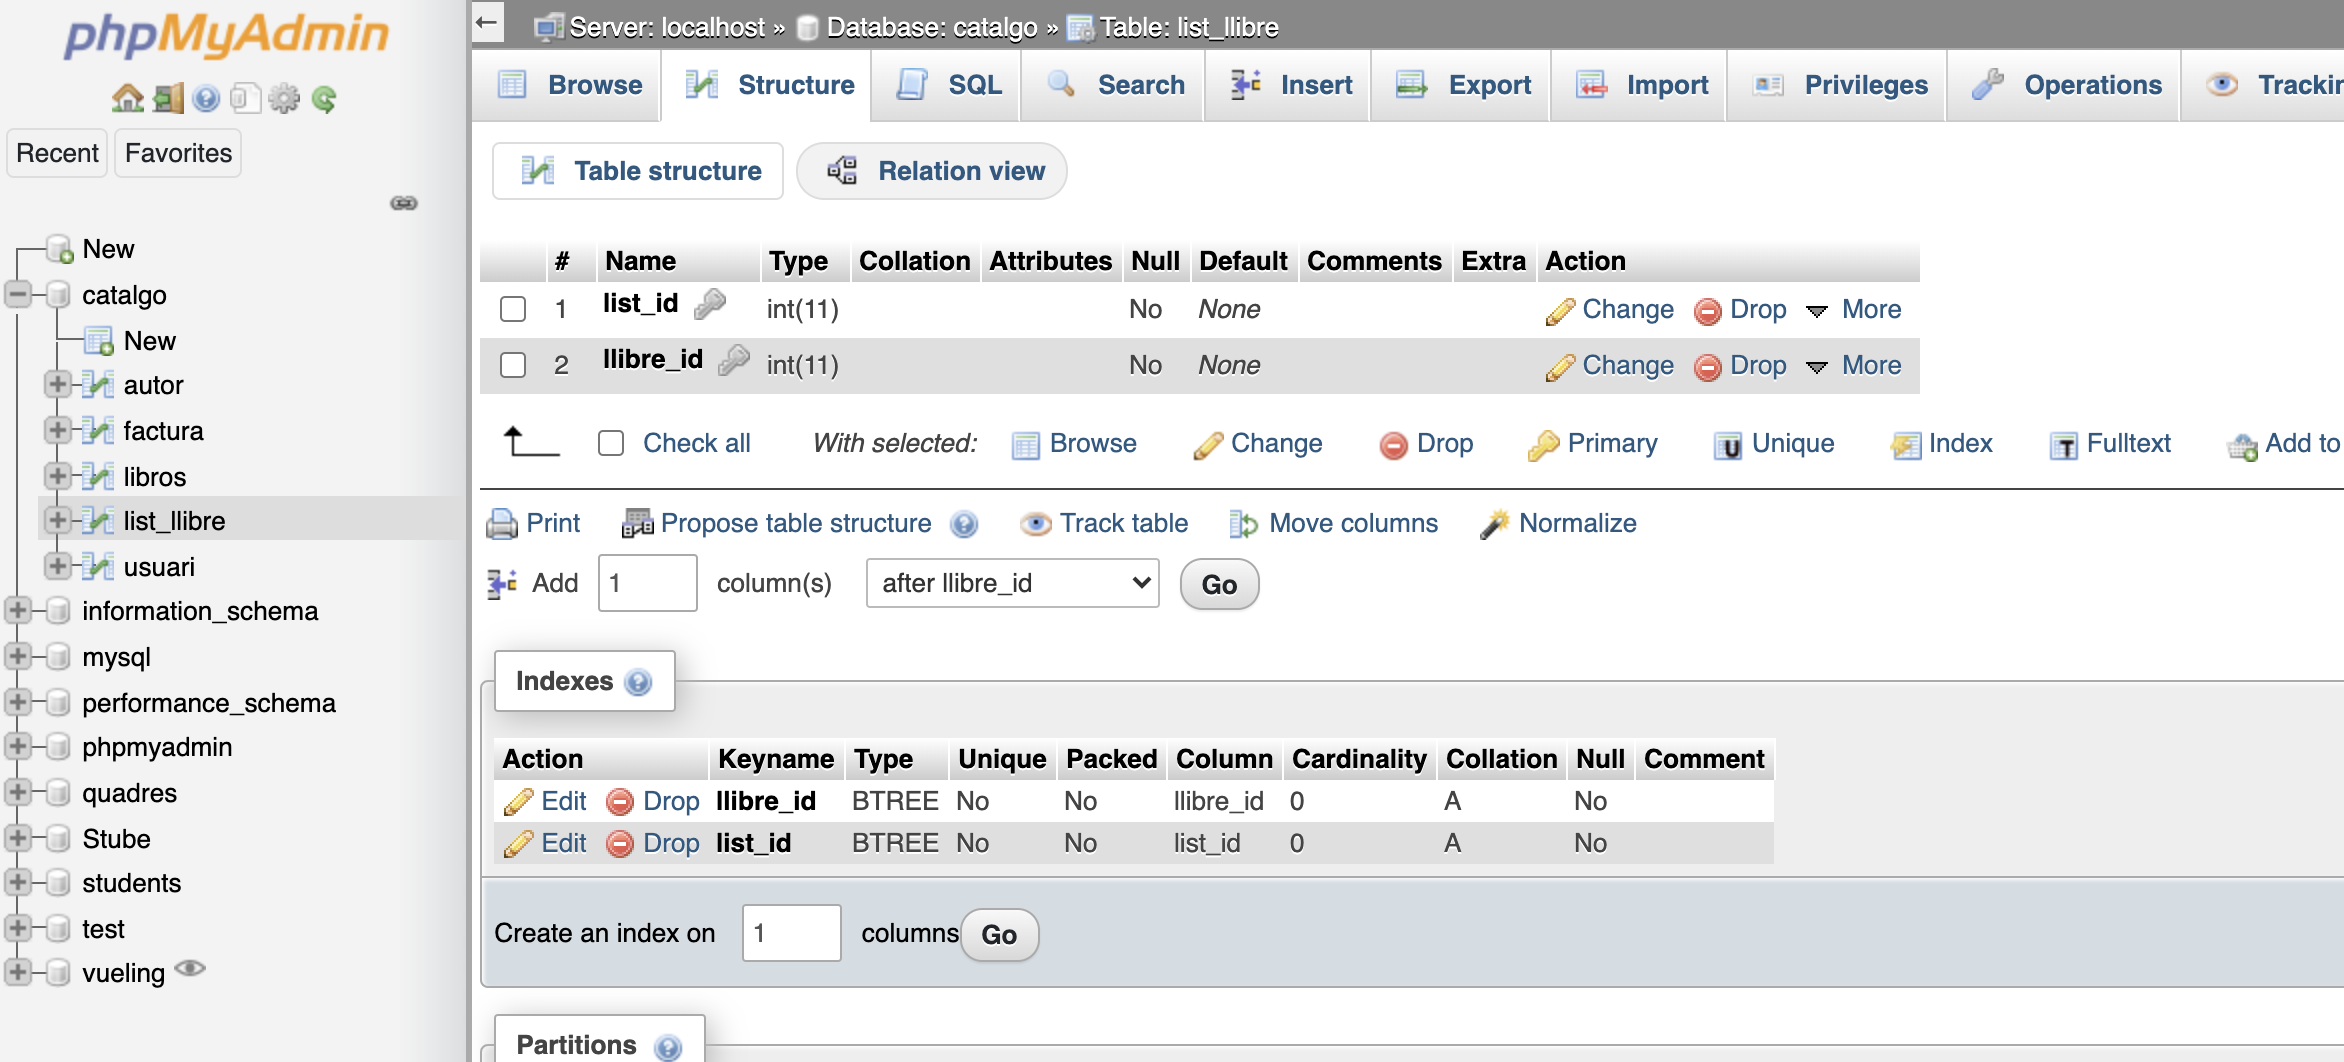 phpMyAdmin
Recent Favorites
New
catalgo
New
autor
factura
libros
list_llibre
usuari
information_schema
mysql
performance_schema
phpmyadmin
quadres
Stube
students
test
vueling
Server: localhost » Database: catalgo » Table: list_llibre
Browse Structure SQL Search Insert Export Import Privileges Operations Trackin
Table structure Relation view
# Name Type Collation Attributes Null Default Comments Extra Action
1 list_id int(11) No None Change Drop More
2 llibre_id int(11) No None Change Drop More
Check all With selected: Browse Change Drop Primary Unique Index Fulltext Add to
Print Propose table structure Track table Move columns Normalize
Add 1 column(s) after llibre_id Go
Indexes
Action Keyname Type Unique Packed Column Cardinality Collation Null Comment
Edit Drop llibre_id BTREE No No llibre_id 0 A No
Edit Drop list_id BTREE No No list_id 0 A No
Create an index on 1 columns Go
Partitions